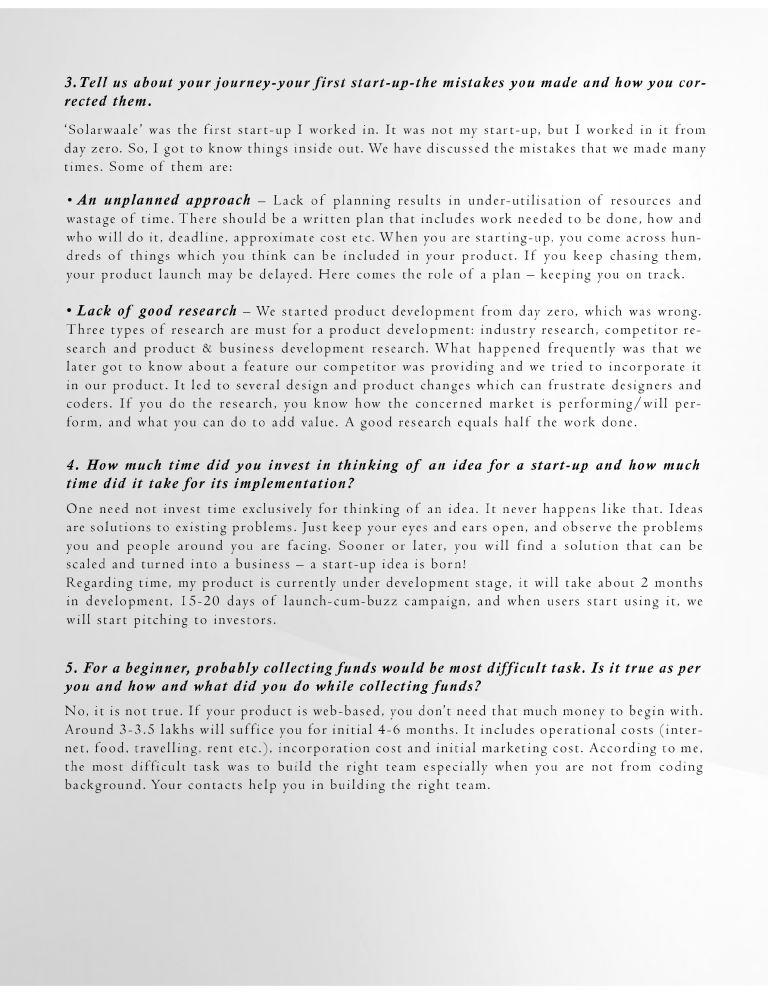 3.Tell us about your journey-your first start-up-the mistakes you made and how you cor-
rected them.
‘Solarwaale’ was the first start-up I worked in. It was not my start-up, but I worked in it from
day zero. So, I got to know things inside out. We have discussed the mistakes that we made many
times. Some of them are:
• An unplanned approach – Lack of planning results in under-utilisation of resources and
wastage of time. There should be a written plan that includes work needed to be done, how and
who will do it, deadline, approximate cost etc. When you are starting-up, you come across hun-
dreds of things which you think can be included in your product. If you keep chasing them,
your product launch may be delayed. Here comes the role of a plan – keeping you on track.
• Lack of good research – We started product development from day zero, which was wrong.
Three types of research are must for a product development: industry research, competitor re-
search and product & business development research. What happened frequently was that we
later got to know about a feature our competitor was providing and we tried to incorporate it
in our product. It led to several design and product changes which can frustrate designers and
coders. If you do the research, you know how the concerned market is performing/will per-
form, and what you can do to add value. A good research equals half the work done.
4. How much time did you invest in thinking of an idea for a start-up and how much
time did it take for its implementation?
One need not invest time exclusively for thinking of an idea. It never happens like that. Ideas
are solutions to existing problems. Just keep your eyes and ears open, and observe the problems
you and people around you are facing. Sooner or later, you will find a solution that can be
scaled and turned into a business – a start-up idea is born!
Regarding time, my product is currently under development stage, it will take about 2 months
in development, 15-20 days of launch-cum-buzz campaign, and when users start using it, we
will start pitching to investors.
5. For a beginner, probably collecting funds would be most difficult task. Is it true as per
you and how and what did you do while collecting funds?
No, it is not true. If your product is web-based, you don’t need that much money to begin with.
Around 3-3.5 lakhs will suffice you for initial 4-6 months. It includes operational costs (inter-
net, food, travelling, rent etc.), incorporation cost and initial marketing cost. According to me,
the most difficult task was to build the right team especially when you are not from coding
background. Your contacts help you in building the right team.